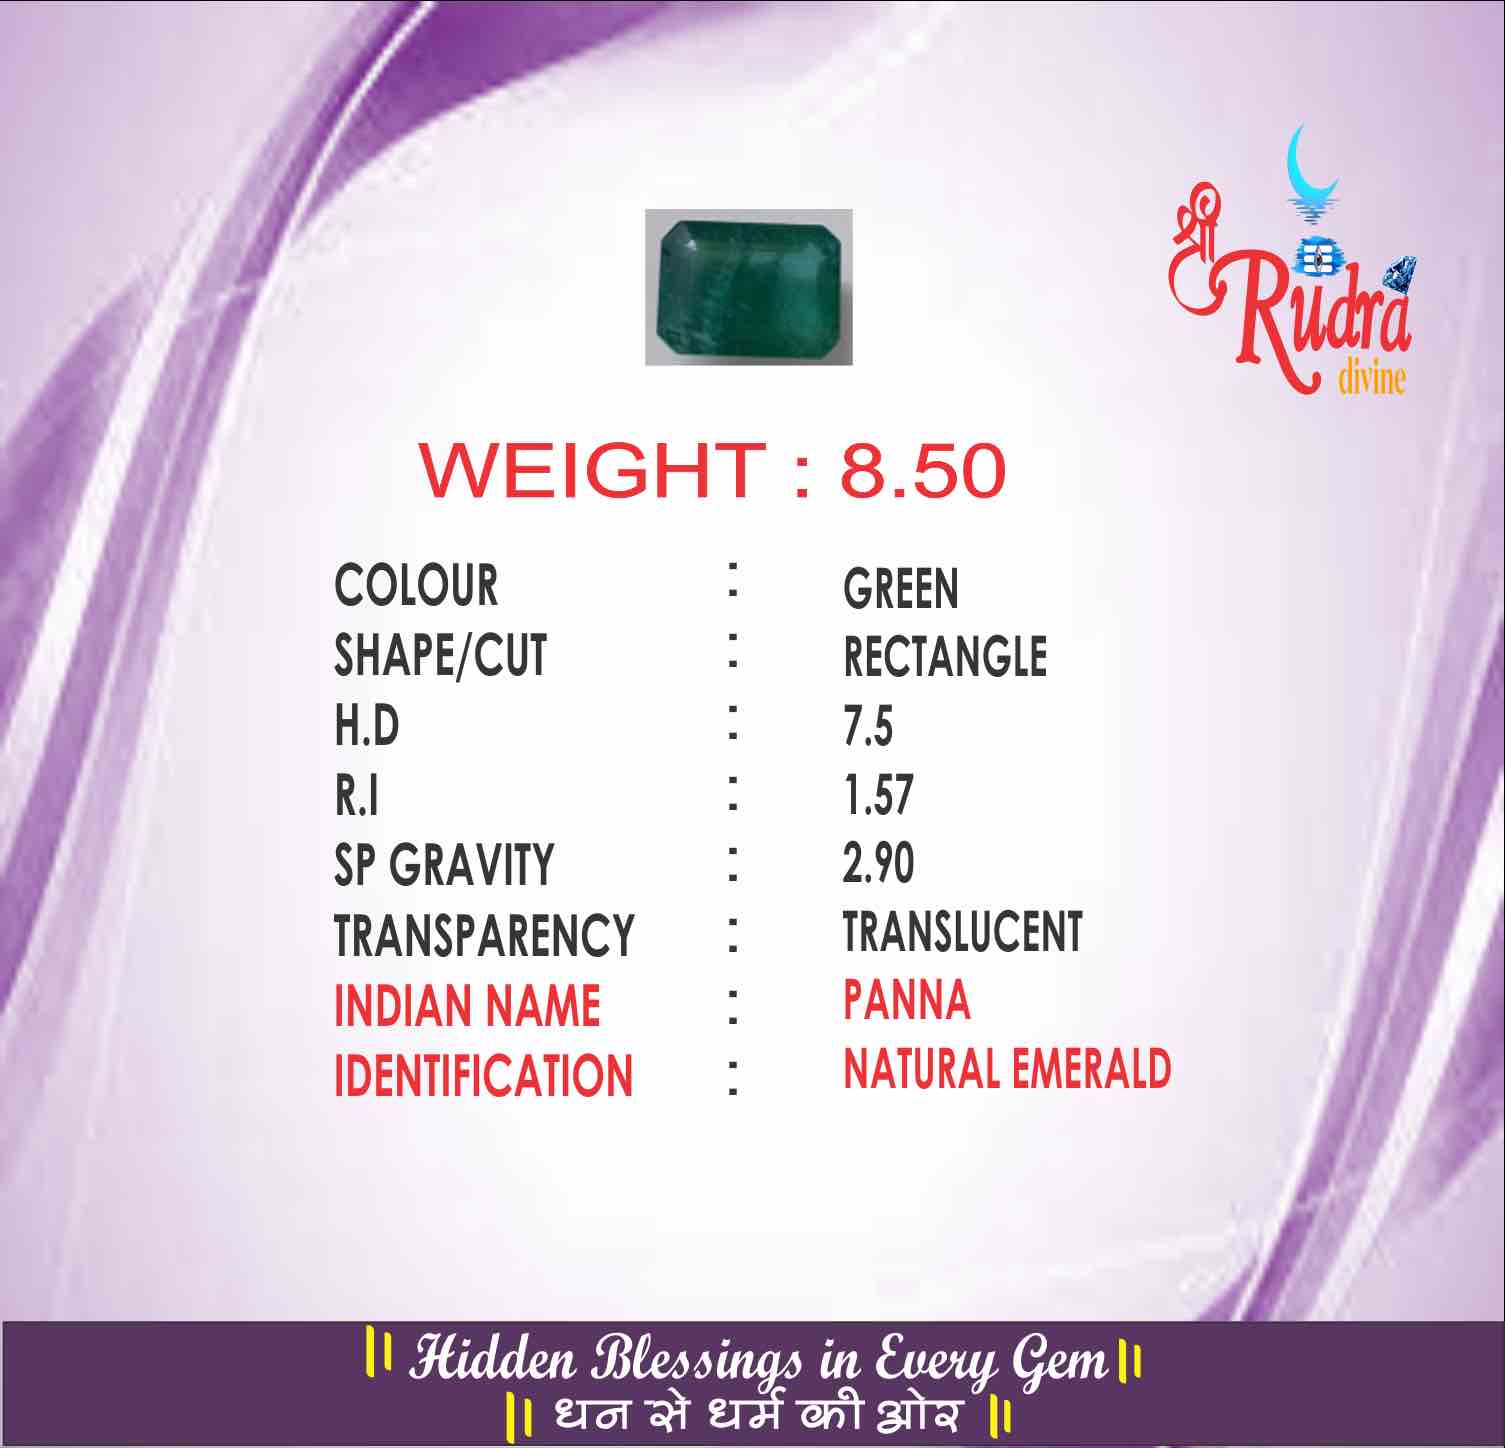 श्री
Rudra
divine
WEIGHT : 8.50
COLOUR : GREEN
SHAPE/CUT : RECTANGLE
H.D : 7.5
R.I : 1.57
SP GRAVITY : 2.90
TRANSPARENCY : TRANSLUCENT
INDIAN NAME : PANNA
IDENTIFICATION : NATURAL EMERALD
|| Hidden Blessings in Every Gem ||
|| धन से धर्म की ओर ||